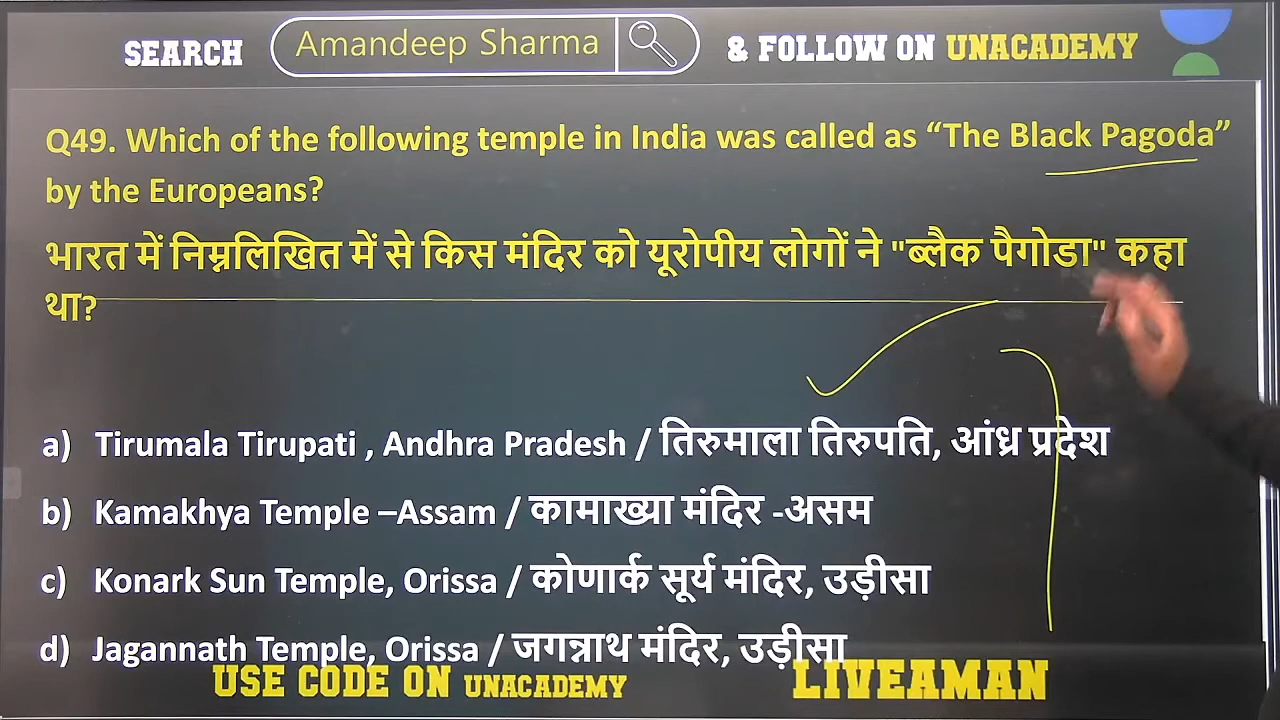 SEARCH Amandeep Sharma & FOLLOW ON UNACADEMY
Q49. Which of the following temple in India was called as “The Black Pagoda”
by the Europeans?
भारत में निम्नलिखित में से किस मंदिर को यूरोपीय लोगों ने "ब्लैक पैगोडा" कहा
था?
a) Tirumala Tirupati , Andhra Pradesh / तिरुमाला तिरुपति, आंध्र प्रदेश
b) Kamakhya Temple –Assam / कामाख्या मंदिर -असम
c) Konark Sun Temple, Orissa / कोणार्क सूर्य मंदिर, उड़ीसा
d) Jagannath Temple, Orissa / जगन्नाथ मंदिर, उड़ीसा
USE CODE ON UNACADEMY LIVEAMAN